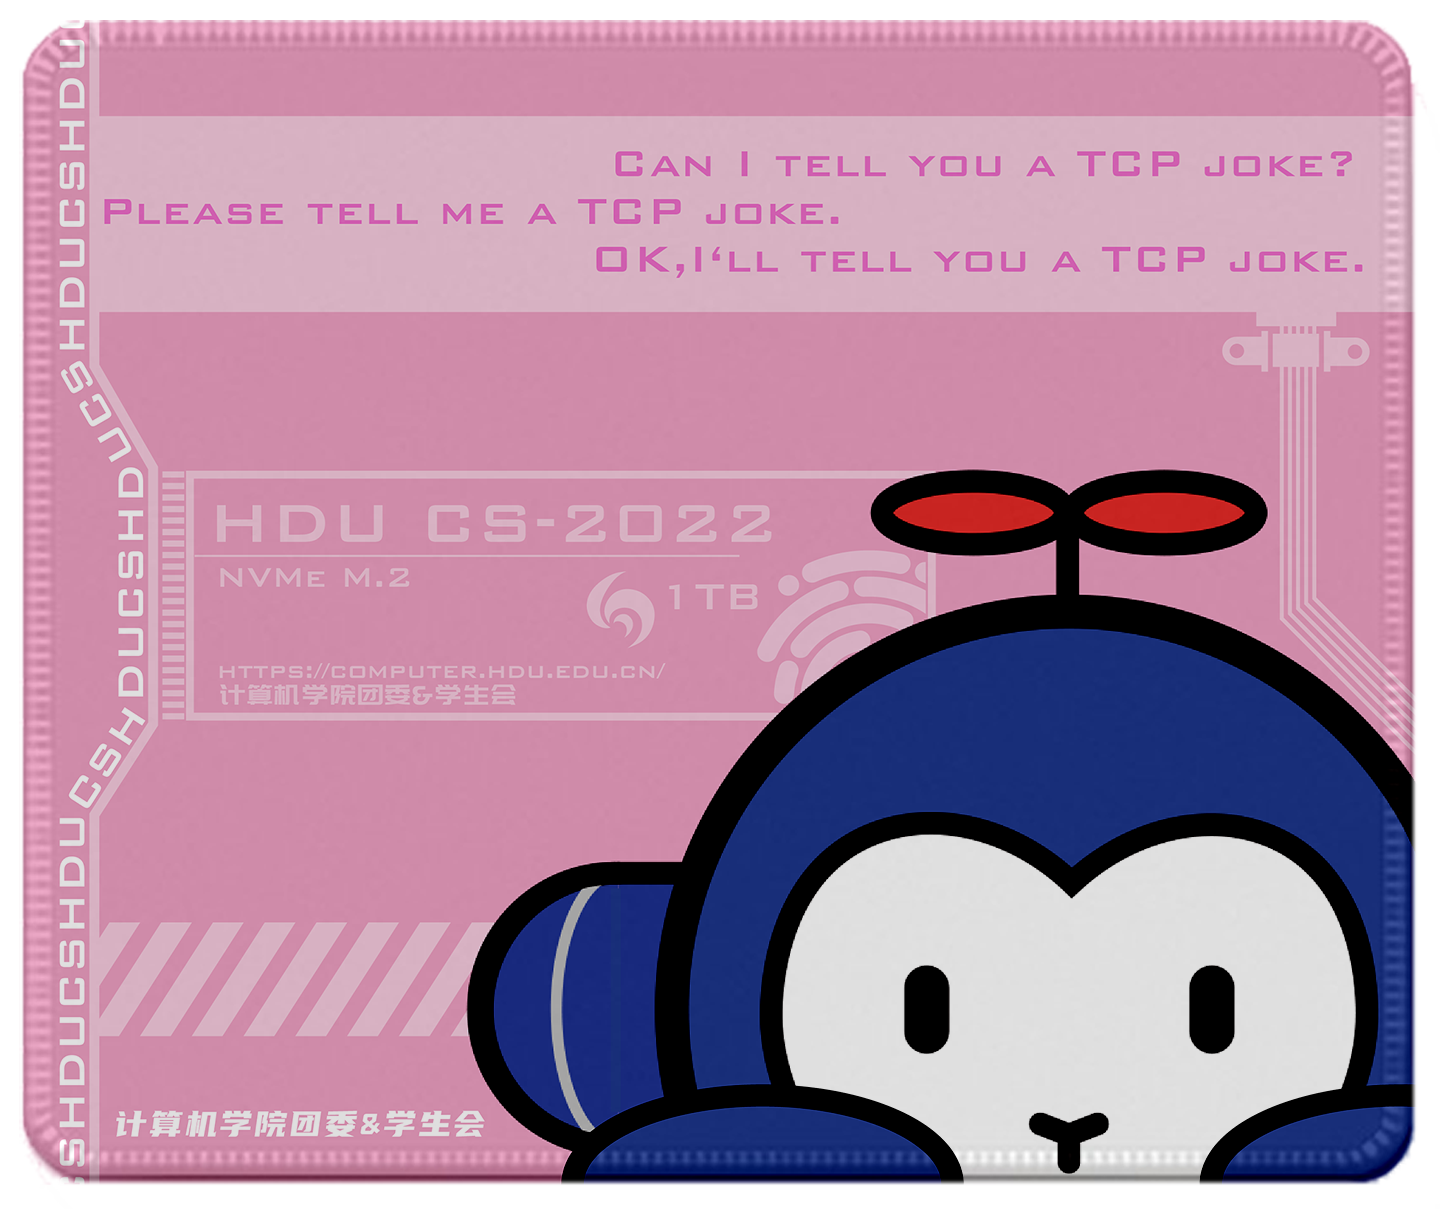 Can I tell you a TCP joke?
Please tell me a TCP joke.
OK,I‘ll tell you a TCP joke.
HDUCSHDUCSHDUCSHDUCSHDUCSHDUCSHDUCSHDUCS
HDU CS-2022
NVMe M.2
1TB
https://computer.hdu.edu.cn/
计算机学院团委&学生会
计算机学院团委&学生会